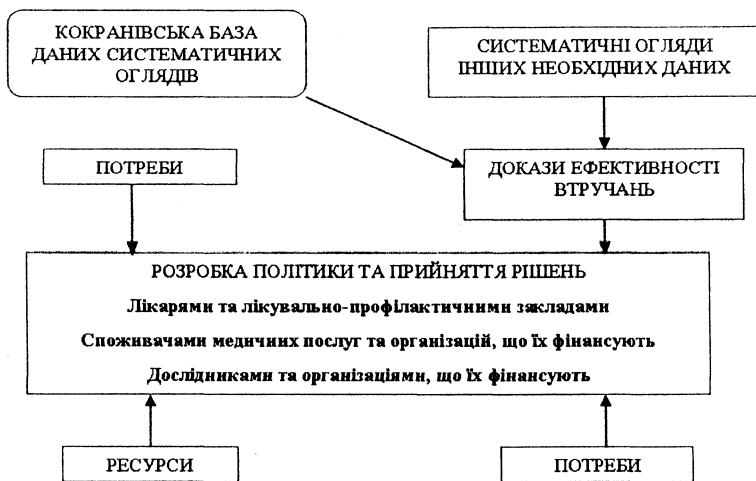 КОКРАНІВСЬКА БАЗА
ДАНИХ СИСТЕМАТИЧНИХ
ОГЛЯДІВ
СИСТЕМАТИЧНІ ОГЛЯДИ
ІНШИХ НЕОБХІДНИХ ДАНИХ
ПОТРЕБИ
ДОКАЗИ ЕФЕКТИВНОСТІ
ВТРУЧАНЬ
РОЗРОБКА ПОЛІТИКИ ТА ПРИЙНЯТТЯ РІШЕНЬ
Лікарями та лікувально-профілактичними закладами
Споживачами медичних послуг та організацій, що їх фінансують
Дослідниками та організаціями, що їх фінансують
РЕСУРСИ
ПОТРЕБИ